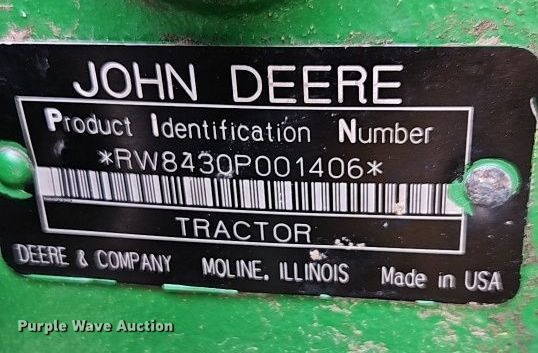 JOHN DEERE
Product Identification Number
*RW8430P001406*
TRACTOR
DEERE & COMPANY MOLINE, ILLINOIS Made in USA
Purple Wave Auction